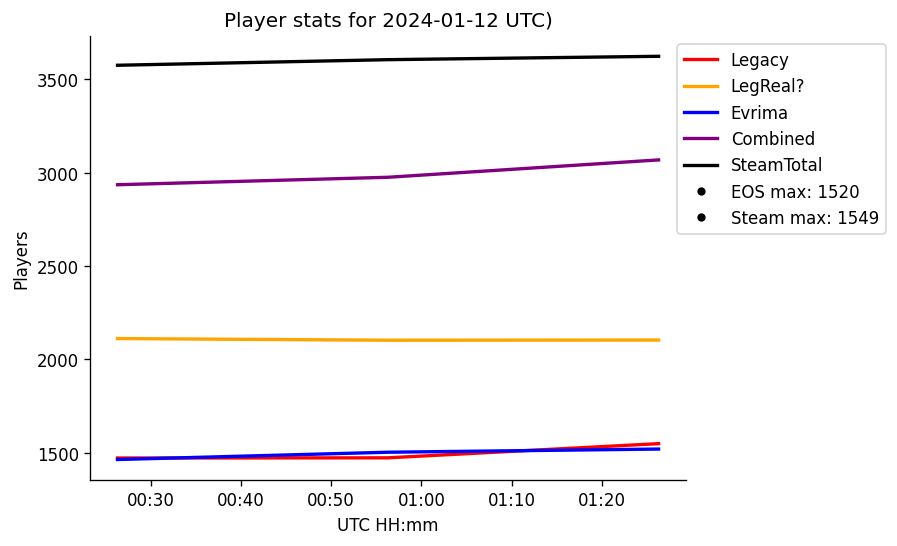 Player stats for 2024-01-12 UTC)
Legacy
LegReal?
Evrima
Combined
SteamTotal
EOS max: 1520
Steam max: 1549
Players
3500
3000
2500
2000
1500
00:30
00:40
00:50
01:00
01:10
01:20
UTC HH:mm